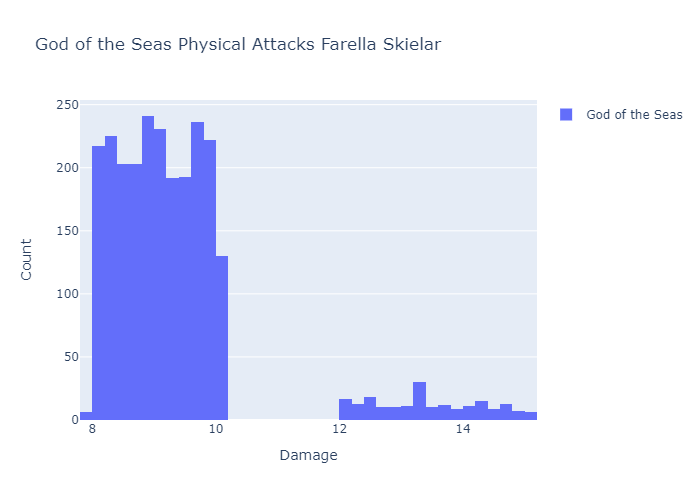 God of the Seas Physical Attacks Farella Skielar
God of the Seas
250
200
150
100
50
0
Count
8
10
12
14
Damage